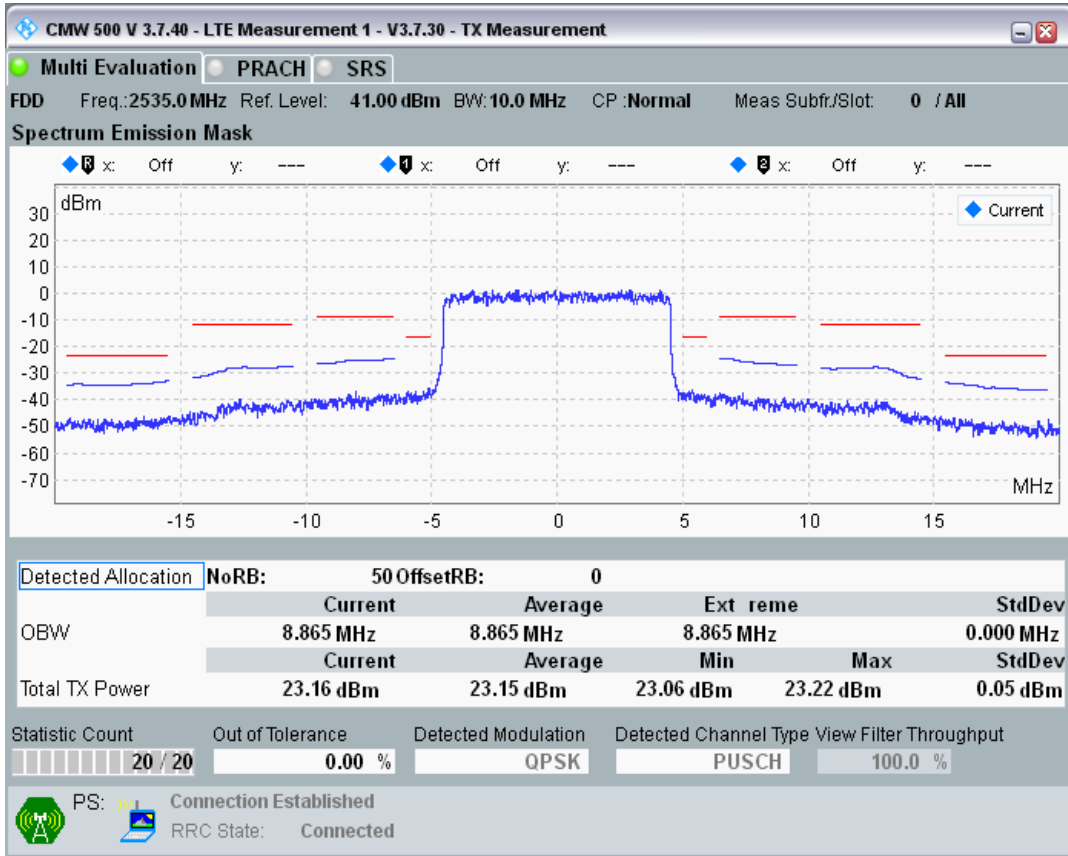 CMW 500 V 3.7.40 - LTE Measurement 1 - V3.7.30 - TX Measurement
Multi Evaluation PRACH SRS
FDD Freq.:2535.0 MHz Ref. Level: 41.00 dBm BW: 10.0 MHz CP :Normal Meas Subfr./Slot: 0 / All
Spectrum Emission Mask
R x: Off y: --- 1 x: Off y: --- 2 x: Off y: ---
dBm
Current
30
20
10
0
-10
-20
-30
-40
-50
-60
-70
MHz
-15 -10 -5 0 5 10 15
Detected Allocation NoRB: 50 OffsetRB: 0
Current Average Ext reme StdDev
OBW 8.865 MHz 8.865 MHz 8.865 MHz 0.000 MHz
Current Average Min Max StdDev
Total TX Power 23.16 dBm 23.15 dBm 23.06 dBm 23.22 dBm 0.05 dBm
Statistic Count Out of Tolerance Detected Modulation Detected Channel Type View Filter Throughput
20 / 20 0.00 % QPSK PUSCH 100.0 %
PS: Connection Established
RRC State: Connected